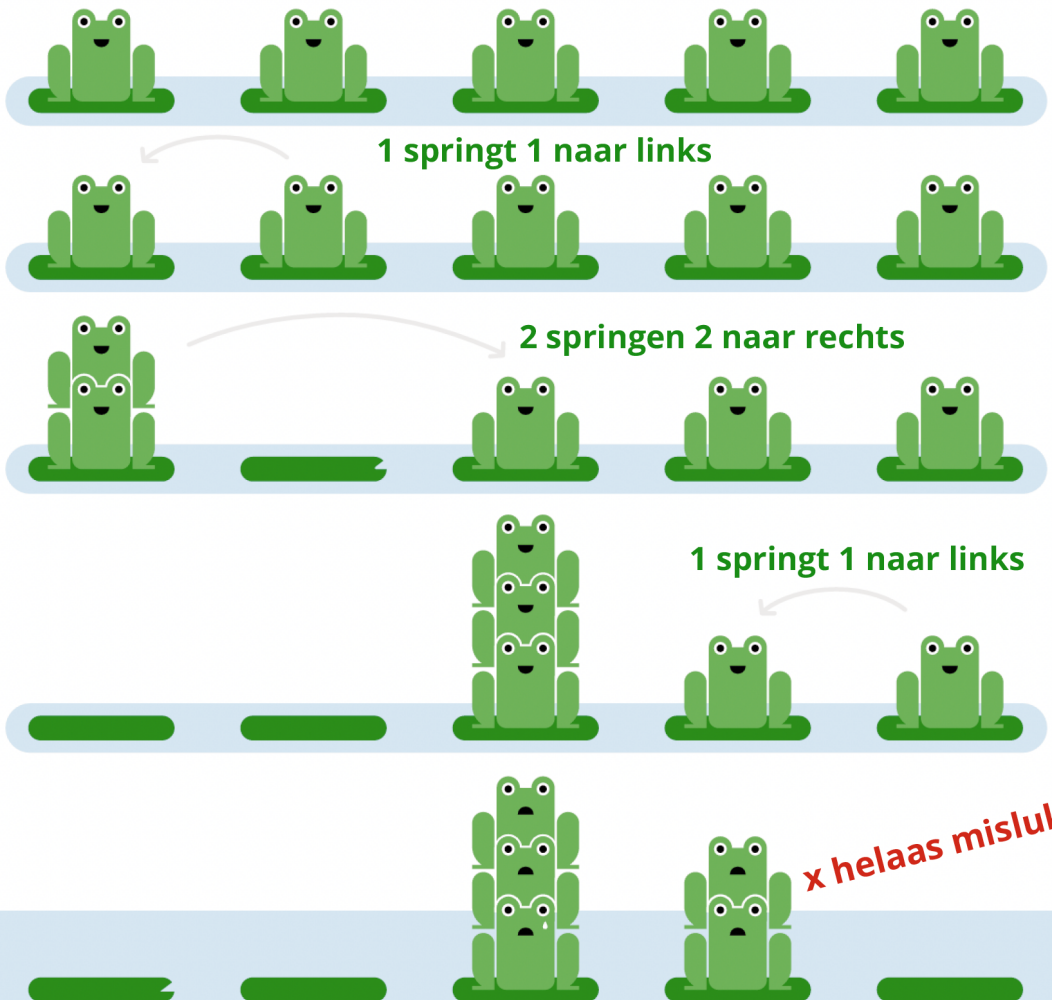 1 springt 1 naar links
2 springen 2 naar rechts
1 springt 1 naar links
x helaas